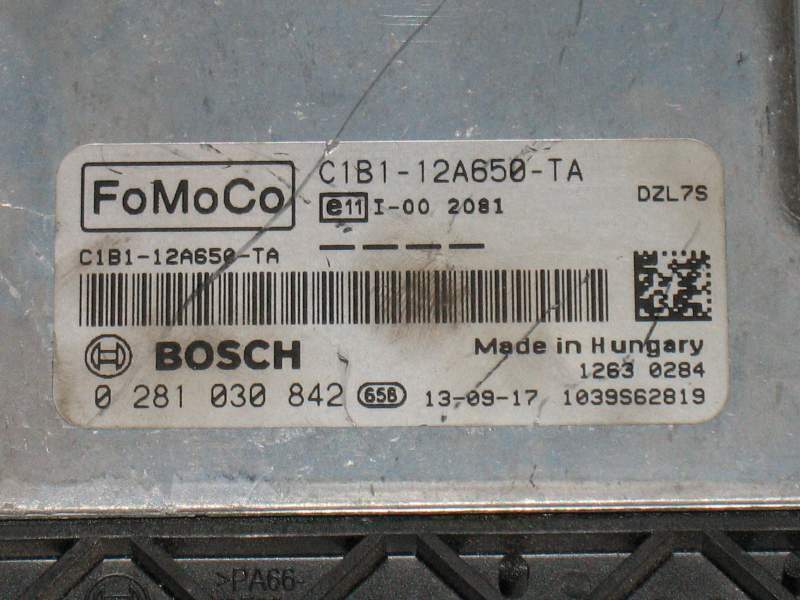 FoMoCo
C1B1-12A650-TA
e11 I-00 2081
DZL7S
C1B1-12A650-TA
BOSCH
Made in Hungary
1263 0284
0 281 030 842 658 13-09-17 1039S62819
>PA66-